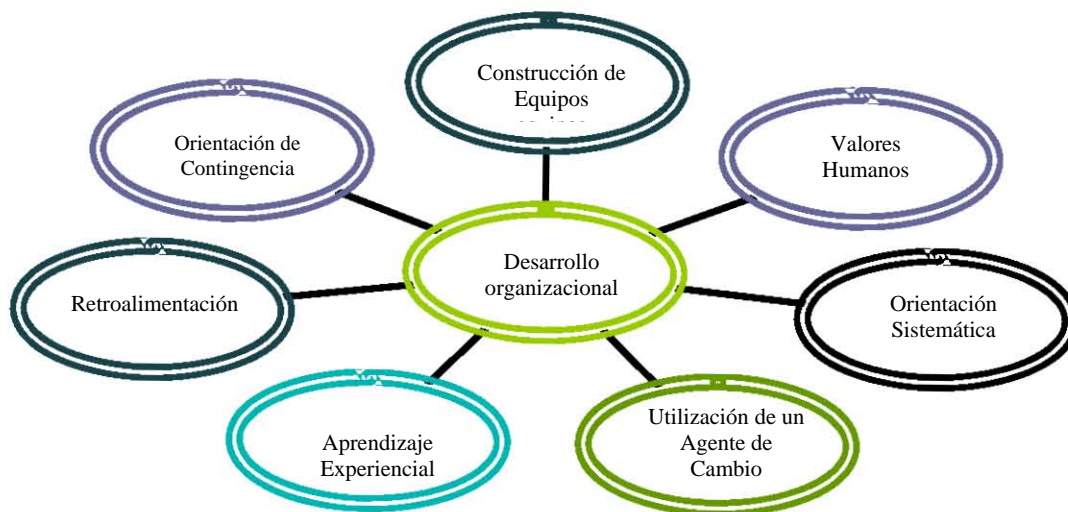 Construcción de
Equipos
Orientación de
Contingencia
Valores
Humanos
Desarrollo
organizacional
Retroalimentación
Orientación
Sistemática
Aprendizaje
Experiencial
Utilización de un
Agente de
Cambio